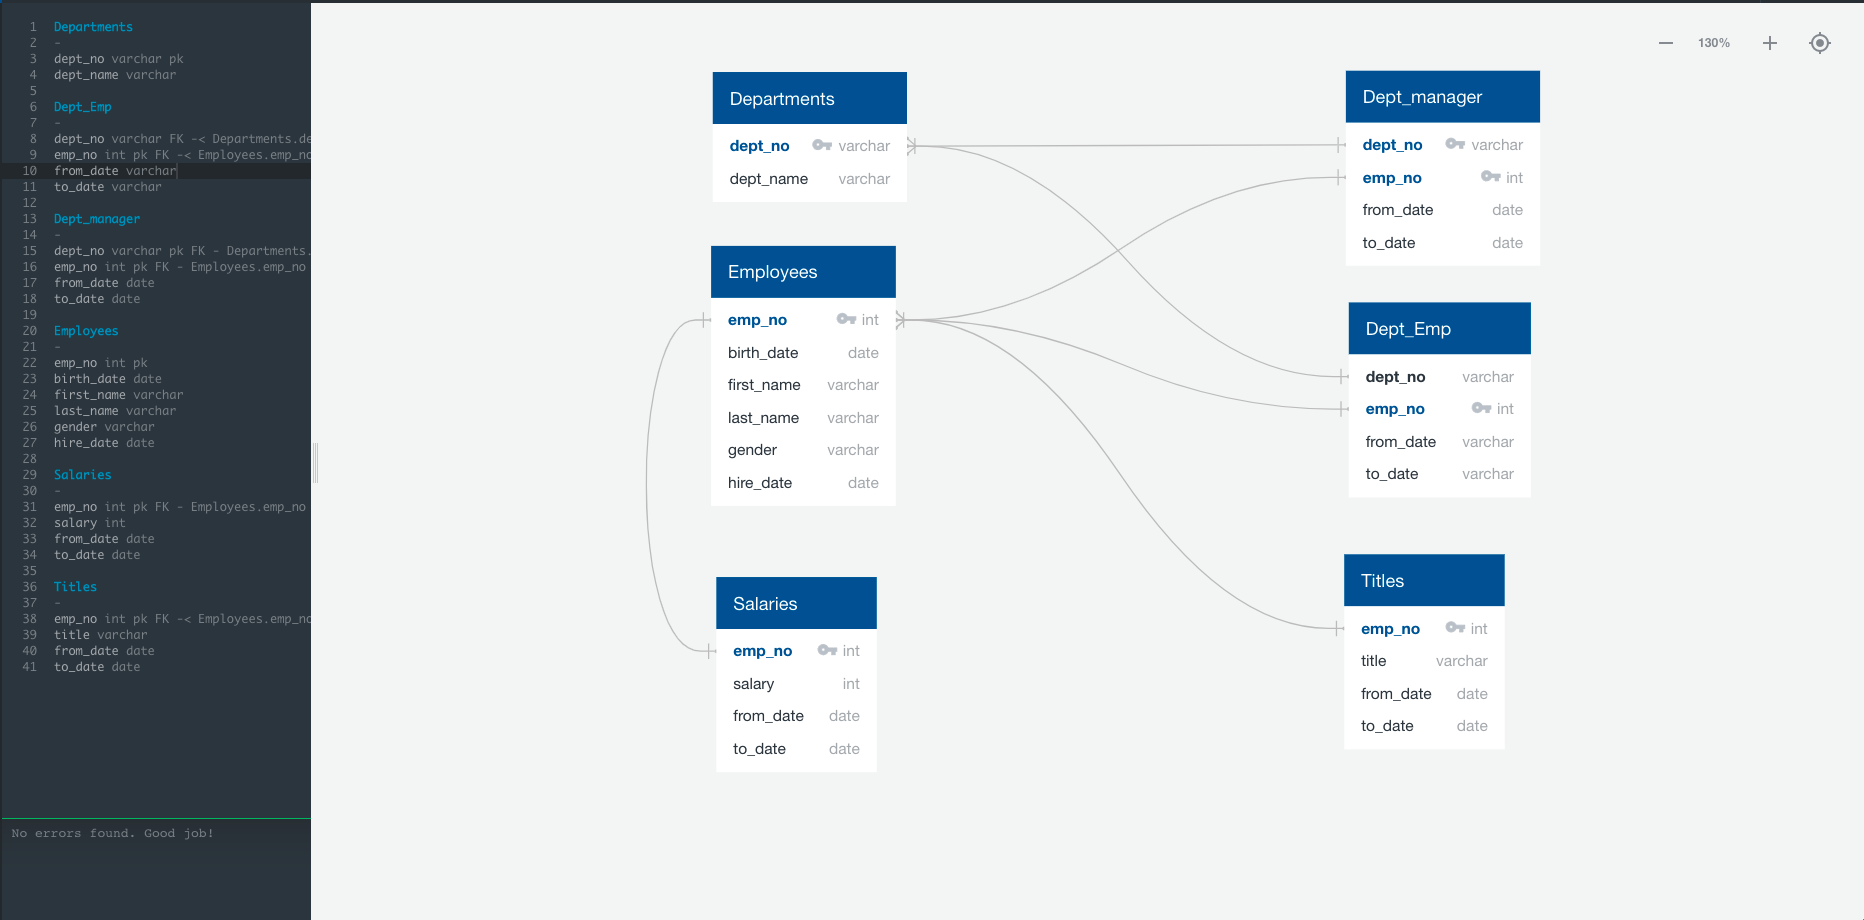 1 Departments
2 -
3 dept_no varchar pk
4 dept_name varchar
5
6 Dept_Emp
7 -
8 dept_no varchar FK -< Departments.de
9 emp_no int pk FK -< Employees.emp_no
10 from_date varchar
11 to_date varchar
12
13 Dept_manager
14 -
15 dept_no varchar pk FK - Departments.
16 emp_no int pk FK - Employees.emp_no
17 from_date date
18 to_date date
19
20 Employees
21 -
22 emp_no int pk
23 birth_date date
24 first_name varchar
25 last_name varchar
26 gender varchar
27 hire_date date
28
29 Salaries
30 -
31 emp_no int pk FK - Employees.emp_no
32 salary int
33 from_date date
34 to_date date
35
36 Titles
37 -
38 emp_no int pk FK -< Employees.emp_no
39 title varchar
40 from_date date
41 to_date date
No errors found. Good job!
130%
Departments
dept_no varchar
dept_name varchar
Employees
emp_no int
birth_date date
first_name varchar
last_name varchar
gender varchar
hire_date date
Salaries
emp_no int
salary int
from_date date
to_date date
Dept_manager
dept_no varchar
emp_no int
from_date date
to_date date
Dept_Emp
dept_no varchar
emp_no int
from_date varchar
to_date varchar
Titles
emp_no int
title varchar
from_date date
to_date date